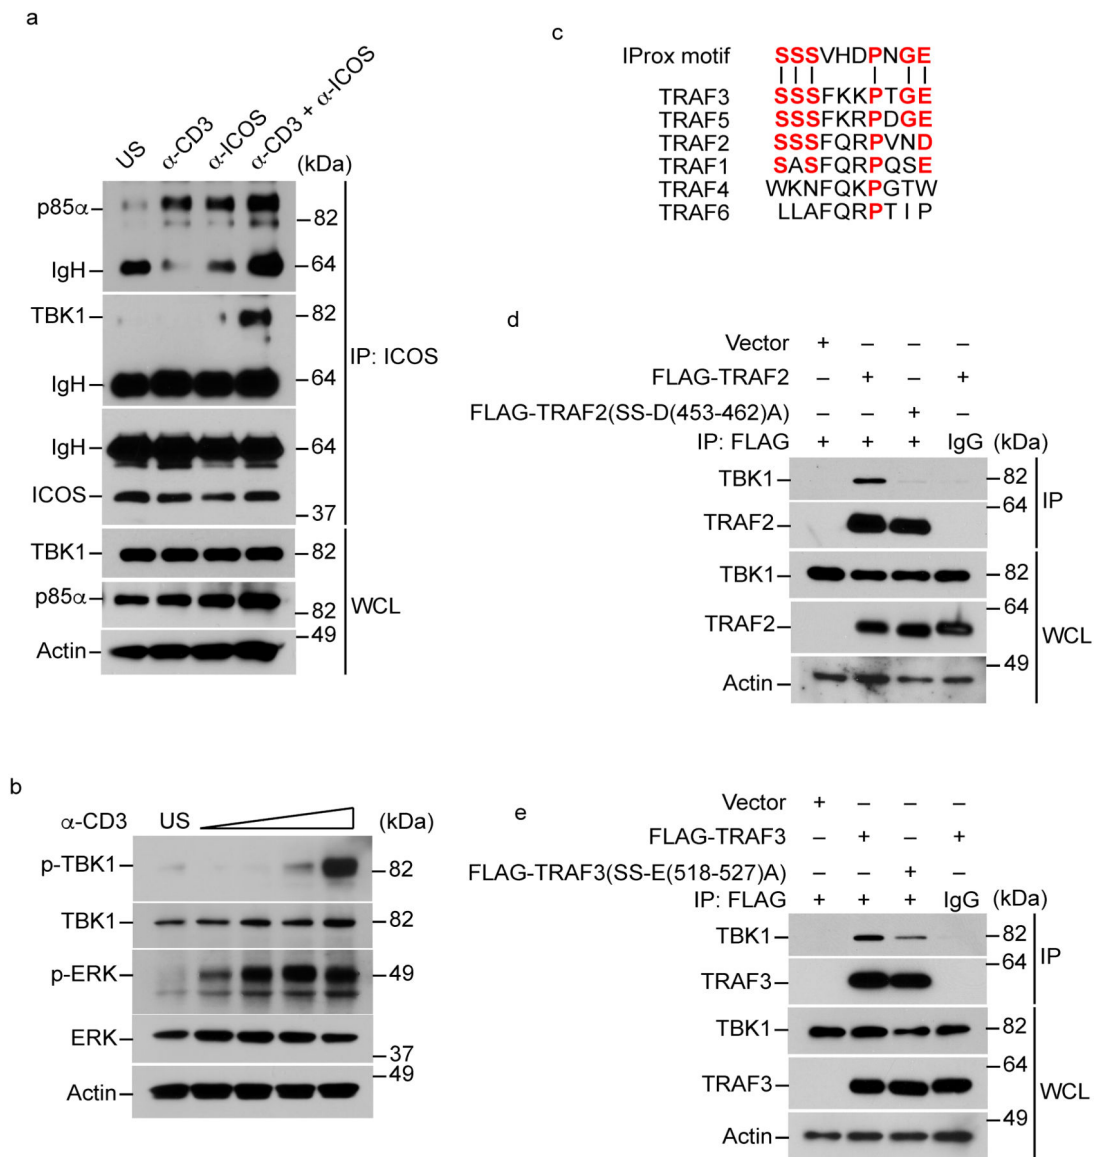 a
US α-CD3 α-ICOS α-CD3 + α-ICOS (kDa)
p85α
82
IgH
64
TBK1
82
IP: ICOS
IgH
64
IgH
64
ICOS
37
TBK1
82
p85α
82
WCL
49
Actin
b
α-CD3 US (kDa)
p-TBK1
82
TBK1
82
p-ERK
49
ERK
37
49
Actin
c
IProx motif SSSVHDPNGE
TRAF3 SSSFKKPTGE
TRAF5 SSSFKRPDGE
TRAF2 SSSFQRPVND
TRAF1 SASFQRPQSE
TRAF4 WKNFQKPGTW
TRAF6 LLAFQRPTIP
d
Vector + – – –
FLAG-TRAF2 – + – +
FLAG-TRAF2(SS-D(453-462)A) – – + –
IP: FLAG + + + IgG (kDa)
TBK1
82
64
IP
TRAF2
TBK1
82
64
TRAF2
WCL
49
Actin
e
Vector + – – –
FLAG-TRAF3 – + – +
FLAG-TRAF3(SS-E(518-527)A) – – + –
IP: FLAG + + + IgG (kDa)
TBK1
82
64
IP
TRAF3
TBK1
82
64
TRAF3
WCL
49
Actin